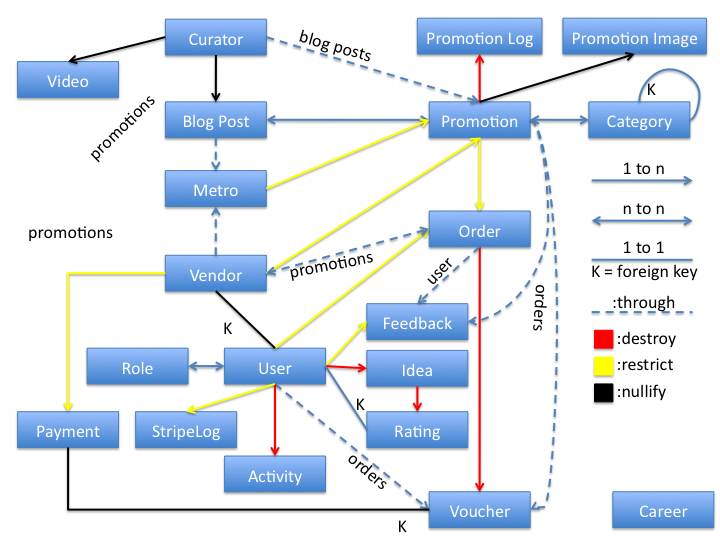 Curator
blog posts
Promotion Log
Promotion Image
Video
K
promotions
Blog Post
Promotion
Category
1 to n
Metro
n to n
promotions
Order
1 to 1
K = foreign key
Vendor
promotions
user
orders
:through
K
Feedback
:destroy
Role
User
Idea
:restrict
:nullify
K
Payment
StripeLog
Rating
Activity
orders
Voucher
Career
K